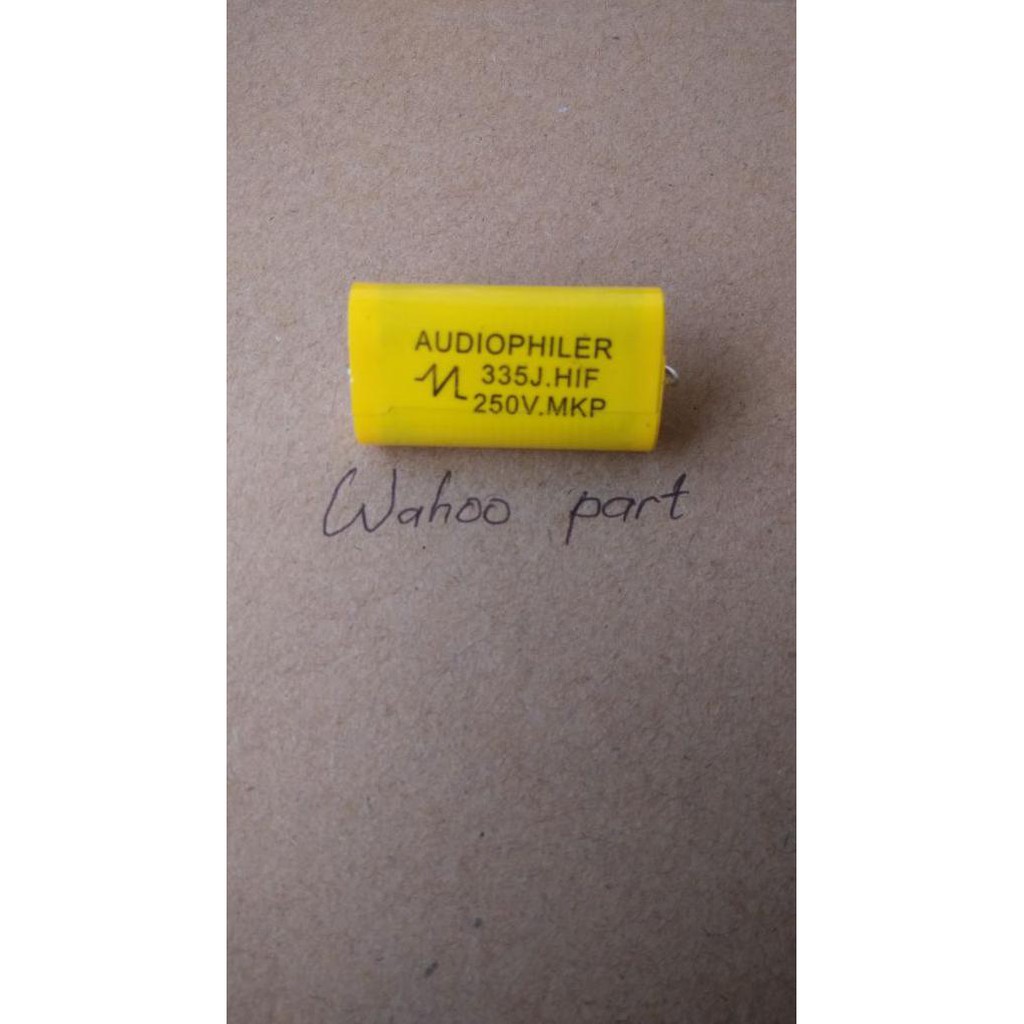 AUDIOPHILER
335J.HIF
250V.MKP
Wahoo part